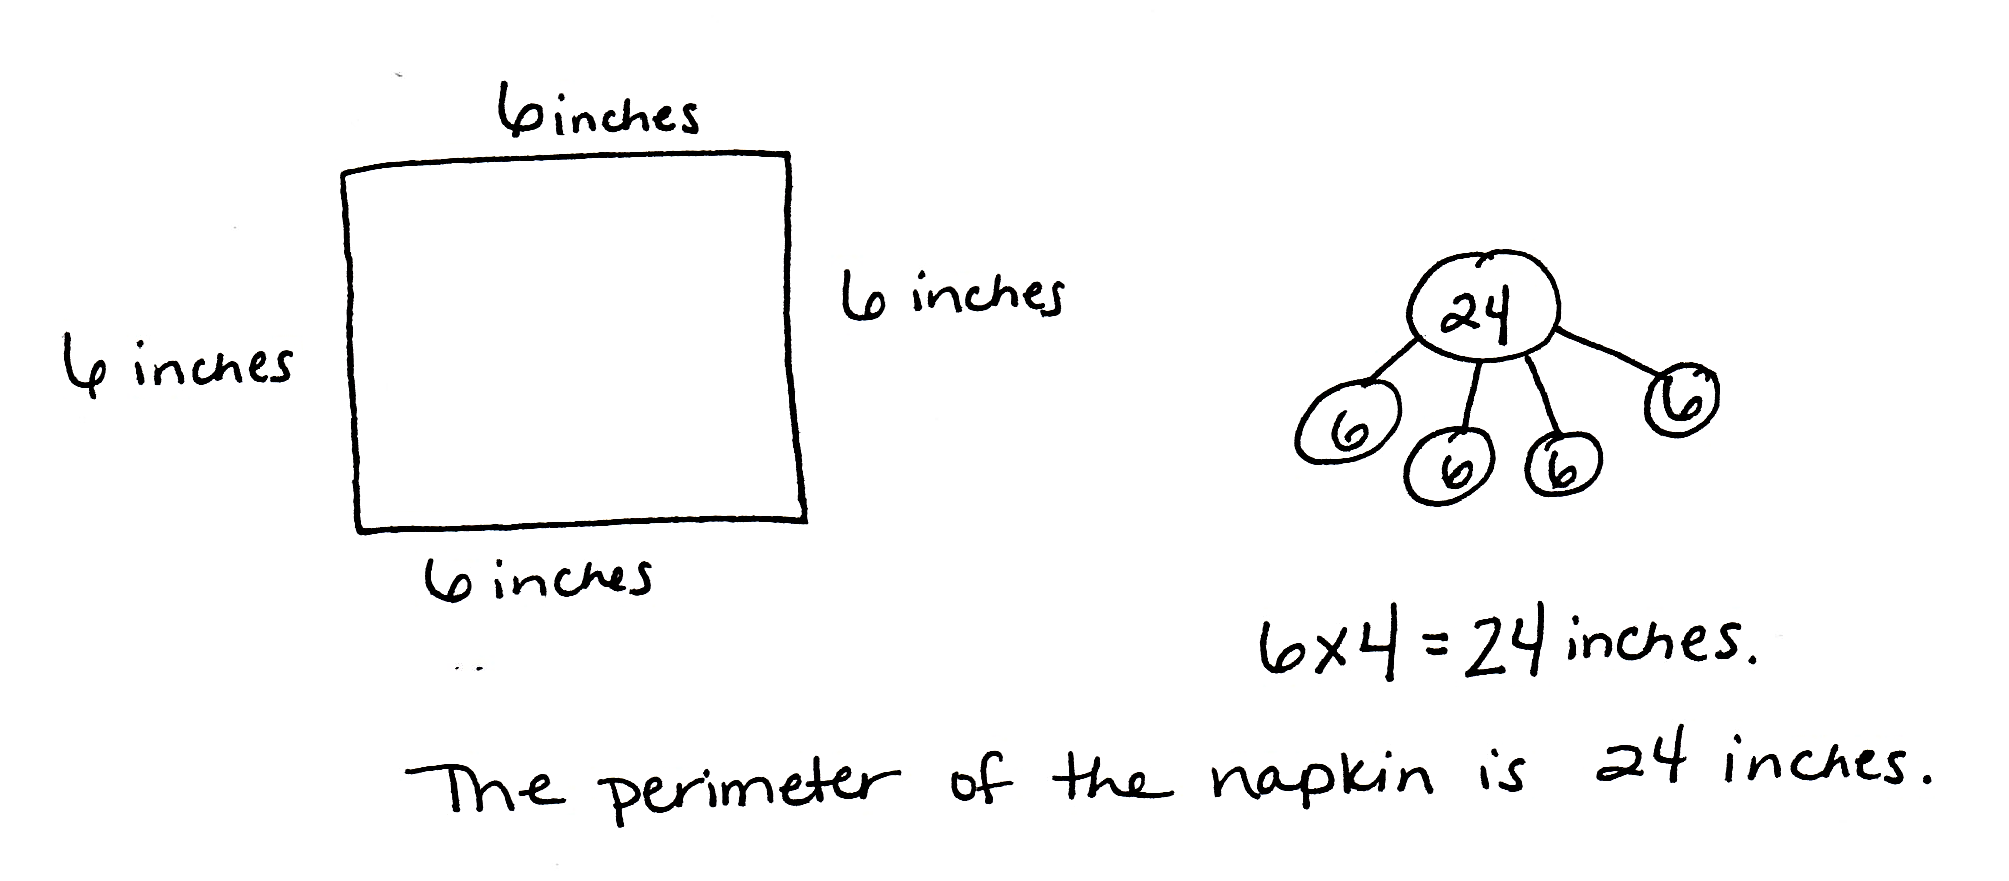 6 inches
6 inches
6 inches
6 inches
24
6 6 6 6
6x4 = 24 inches.
The perimeter of the napkin is 24 inches.